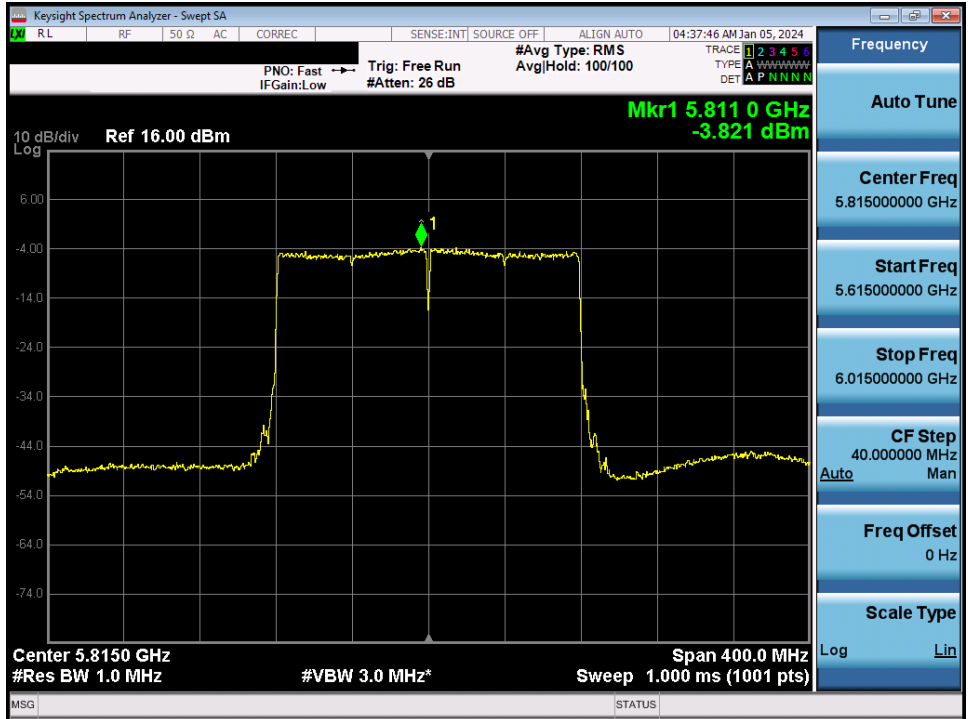 Keysight Spectrum Analyzer - Swept SA
LXI RL RF 50 Ω AC CORREC SENSE:INT SOURCE OFF ALIGN AUTO 04:37:46 AM Jan 05, 2024
PNO: Fast
IFGain:Low
Trig: Free Run
#Atten: 26 dB
#Avg Type: RMS
Avg|Hold: 100/100
TRACE 1 2 3 4 5 6
TYPE A WWWWW
DET A P N N N N
Mkr1 5.811 0 GHz
-3.821 dBm
10 dB/div Ref 16.00 dBm
Log
1
6.00
-4.00
-14.0
-24.0
-34.0
-44.0
-54.0
-64.0
-74.0
Center 5.8150 GHz Span 400.0 MHz
#Res BW 1.0 MHz #VBW 3.0 MHz* Sweep 1.000 ms (1001 pts)
MSG STATUS
Frequency
Auto Tune
Center Freq
5.815000000 GHz
Start Freq
5.615000000 GHz
Stop Freq
6.015000000 GHz
CF Step
40.000000 MHz
Auto Man
Freq Offset
0 Hz
Scale Type
Log Lin